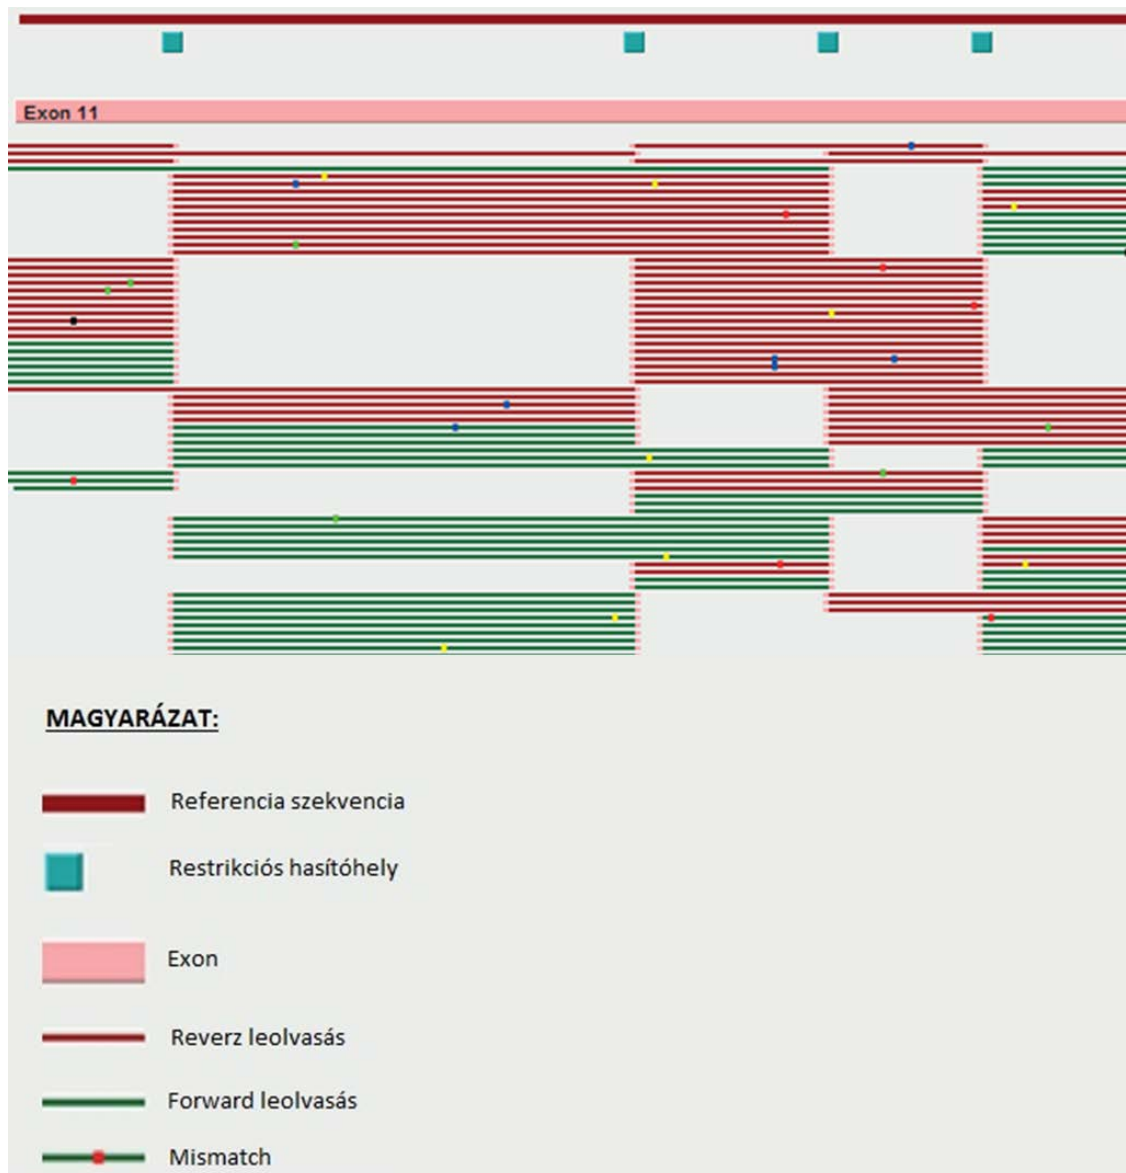 Exon 11
MAGYARÁZAT:
Referencia szekvencia
Restrikciós hasítóhely
Exon
Reverz leolvasás
Forward leolvasás
Mismatch